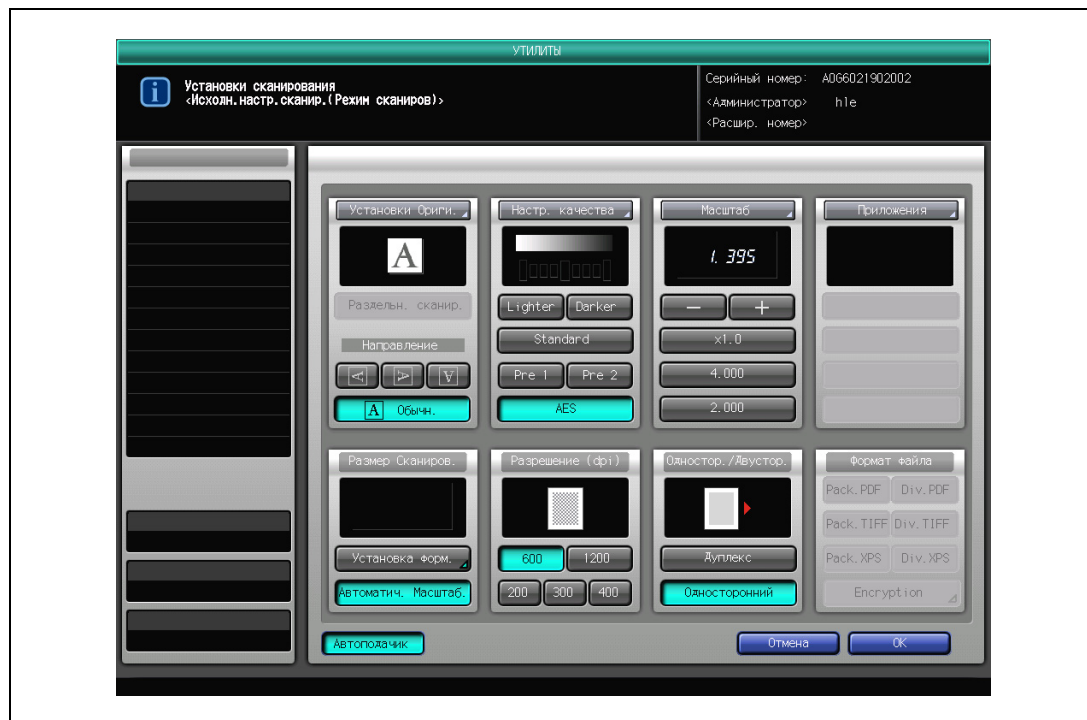 УТИЛИТЫ
Установки сканирования
<Исходн.настр.сканир.(Режим сканиров)>
Серийный номер: A0G6021902002
<Администратор> hle
<Расшир. номер>
Установки Ориги.
Настр. качества
Масштаб
Приложения
A
1. 395
Раздельн. сканир.
Lighter Darker
− +
Направление
Standard
x1.0
A A A
Pre 1 Pre 2
4.000
A Обычн.
AES
2.000
Размер Сканиров.
Разрешение (dpi)
Одностор./Двустор.
Формат файла
Pack.PDF Div.PDF
Pack.TIFF Div.TIFF
Установка форм.
600 1200
Дуплекс
Pack.XPS Div.XPS
Автоматич. Масштаб.
200 300 400
Односторонний
Encryption
Автоподачик
Отмена
OK